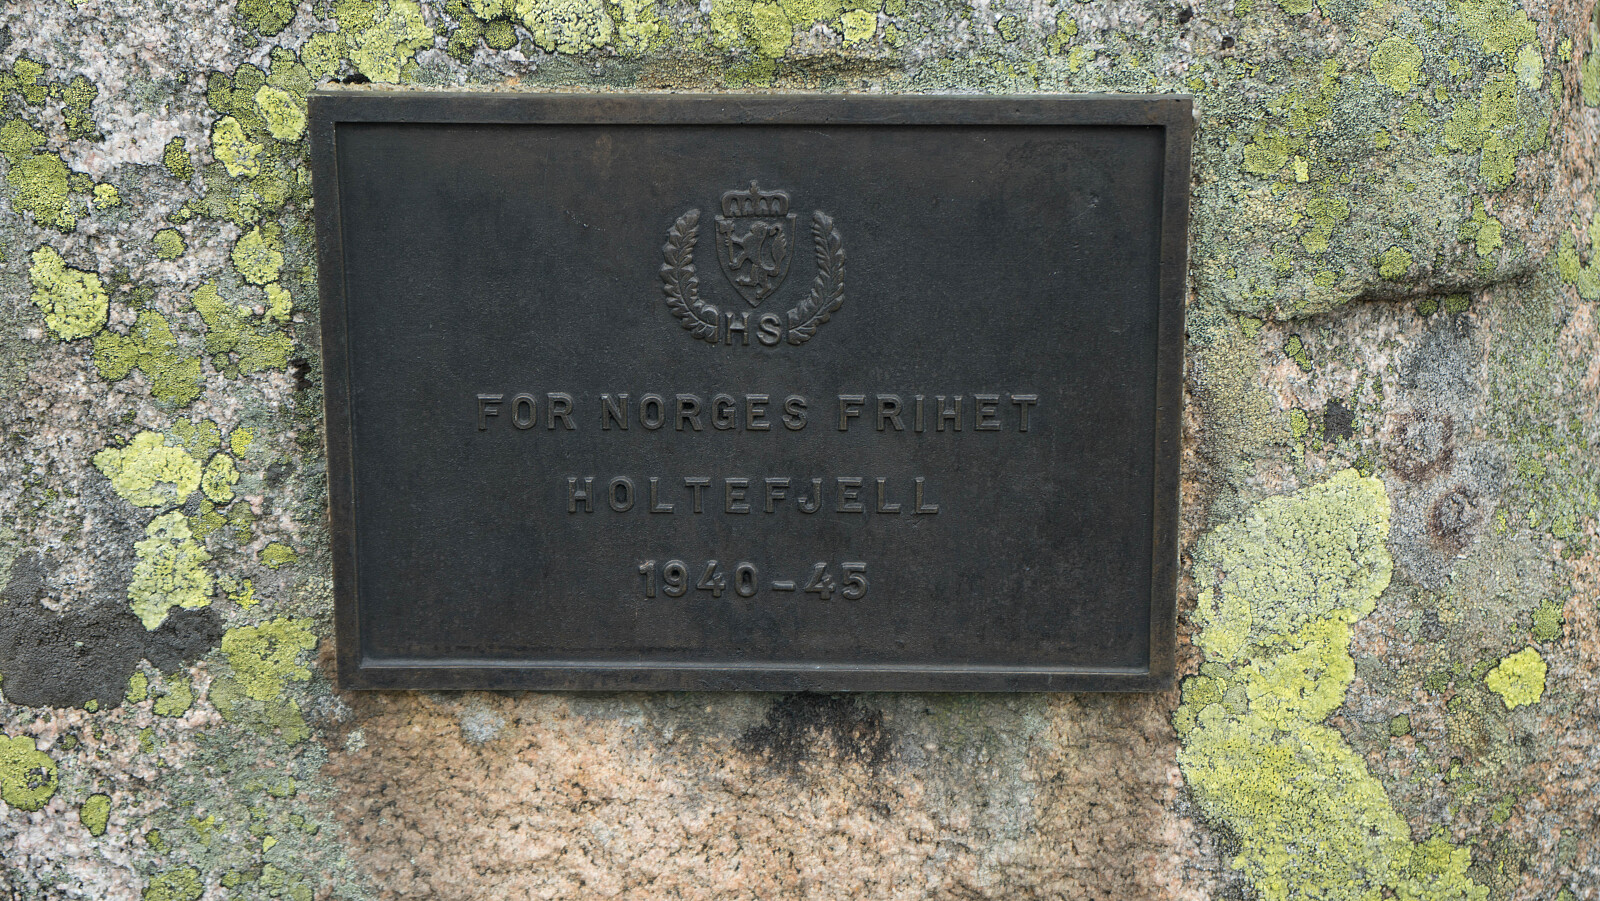 HS
FOR NORGES FRIHET
HOLTEFJELL
1940-45